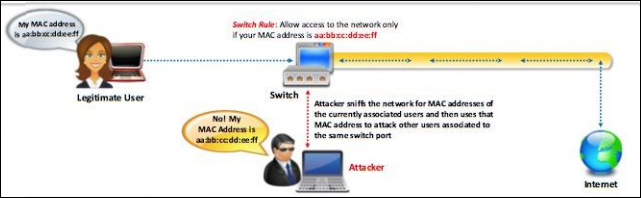 My MAC address
is aa:bb:cc:dd:ee:ff
Switch Rule: Allow access to the network only
if your MAC address is aa:bb:cc:dd:ee:ff
Legitimate User
Switch
Attacker sniffs the network for MAC addresses of
the currently associated users and then uses that
MAC address to attack other users associated to
the same switch port
No! My
MAC Address is
aa:bb:cc:dd:ee:ff
Attacker
Internet